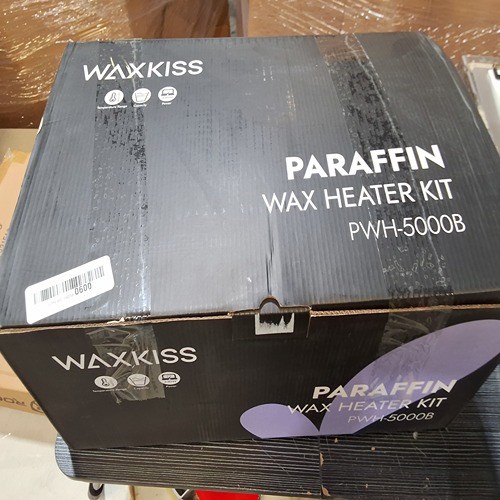 WAXKISS
PARAFFIN
WAX HEATER KIT
PWH-5000B
0600
WAXKISS
PARAFFIN
WAX HEATER KIT
PWH-5000B